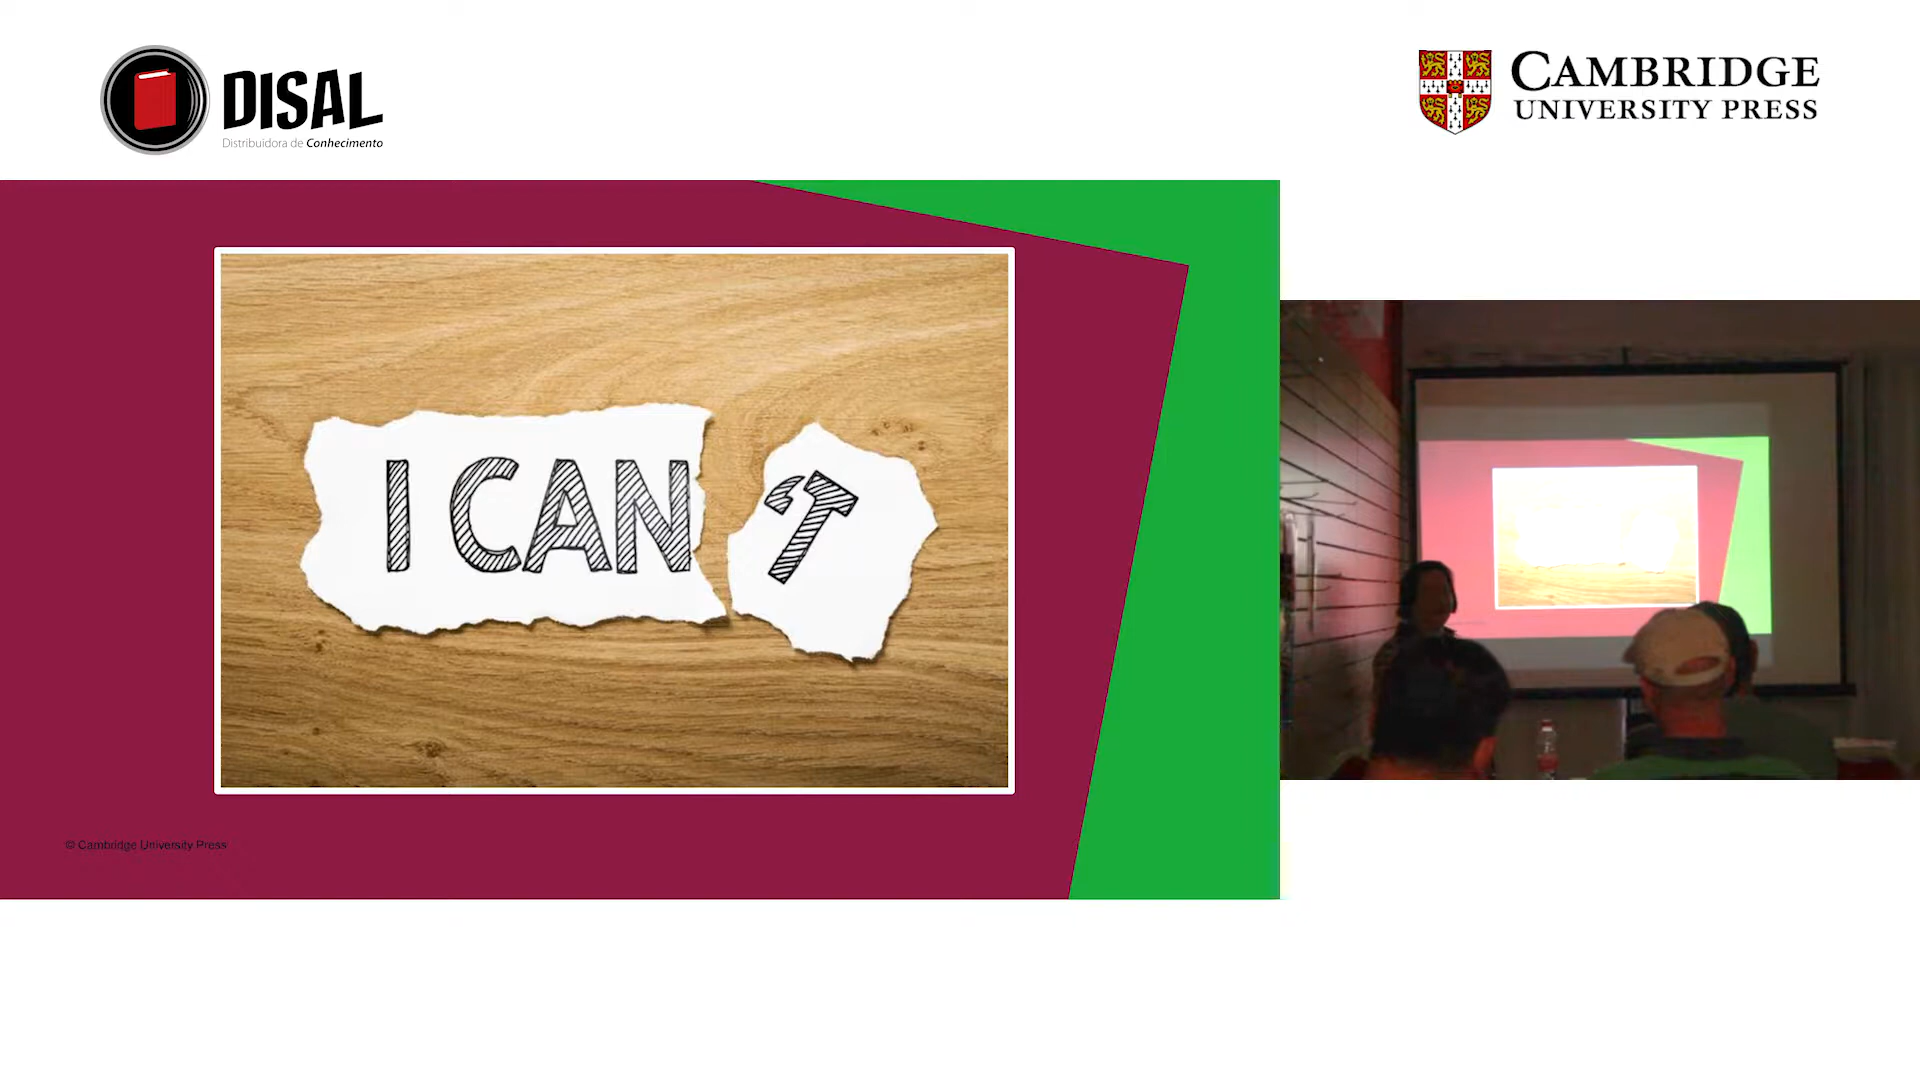 DISAL
Distribuidora de Conhecimento
CAMBRIDGE
UNIVERSITY PRESS
I CAN 'T
© Cambridge University Press